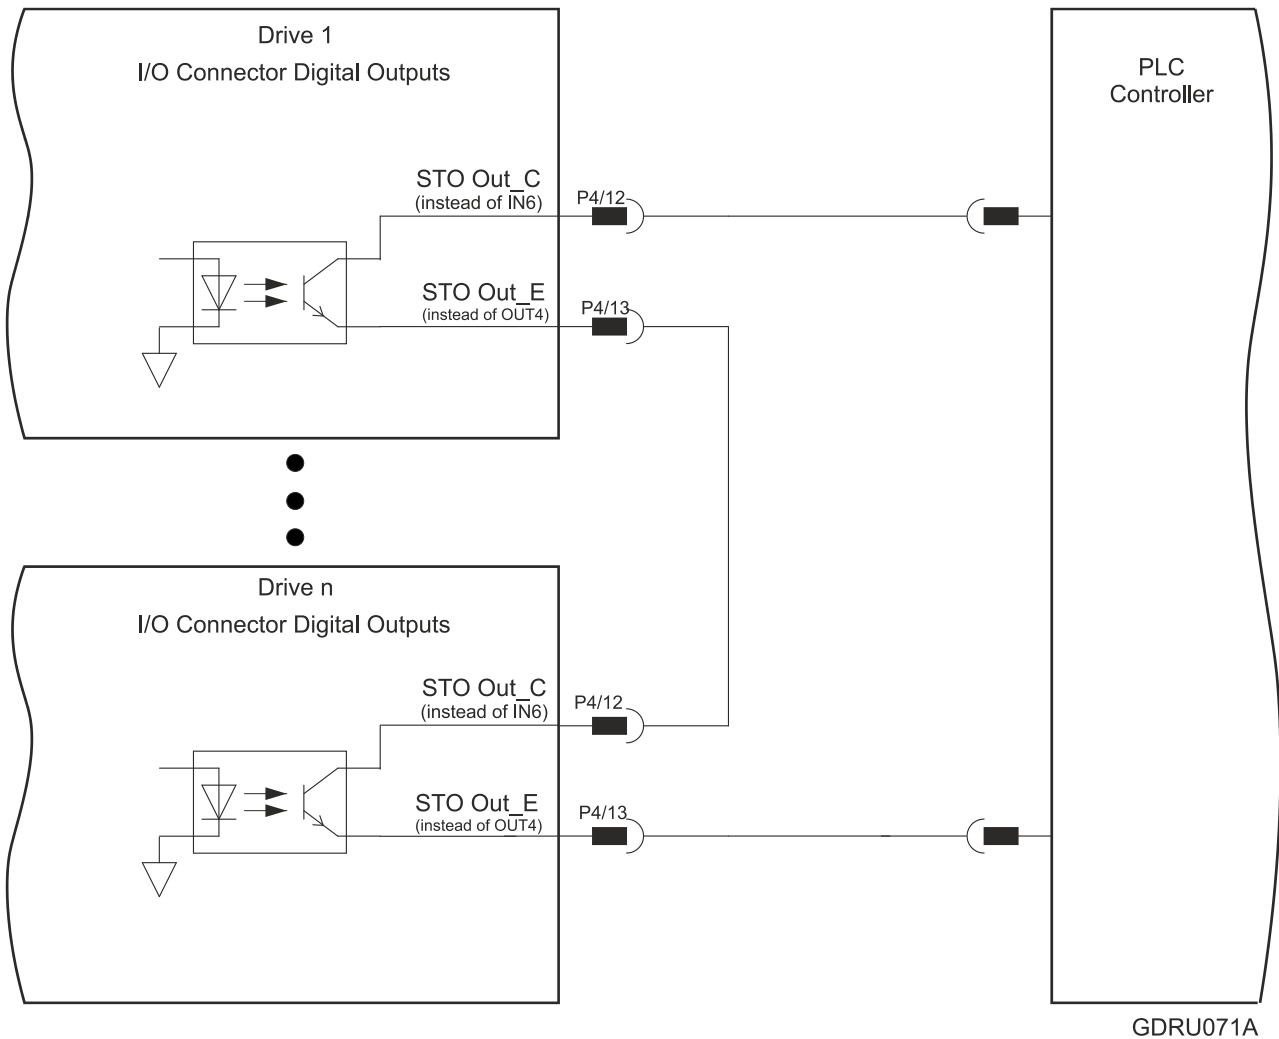 Drive 1
I/O Connector Digital Outputs
PLC
Controller
STO Out_C
(instead of IN6)
P4/12
STO Out_E
(instead of OUT4)
P4/13
Drive n
I/O Connector Digital Outputs
STO Out_C
(instead of IN6)
P4/12
STO Out_E
(instead of OUT4)
P4/13
GDRU071A